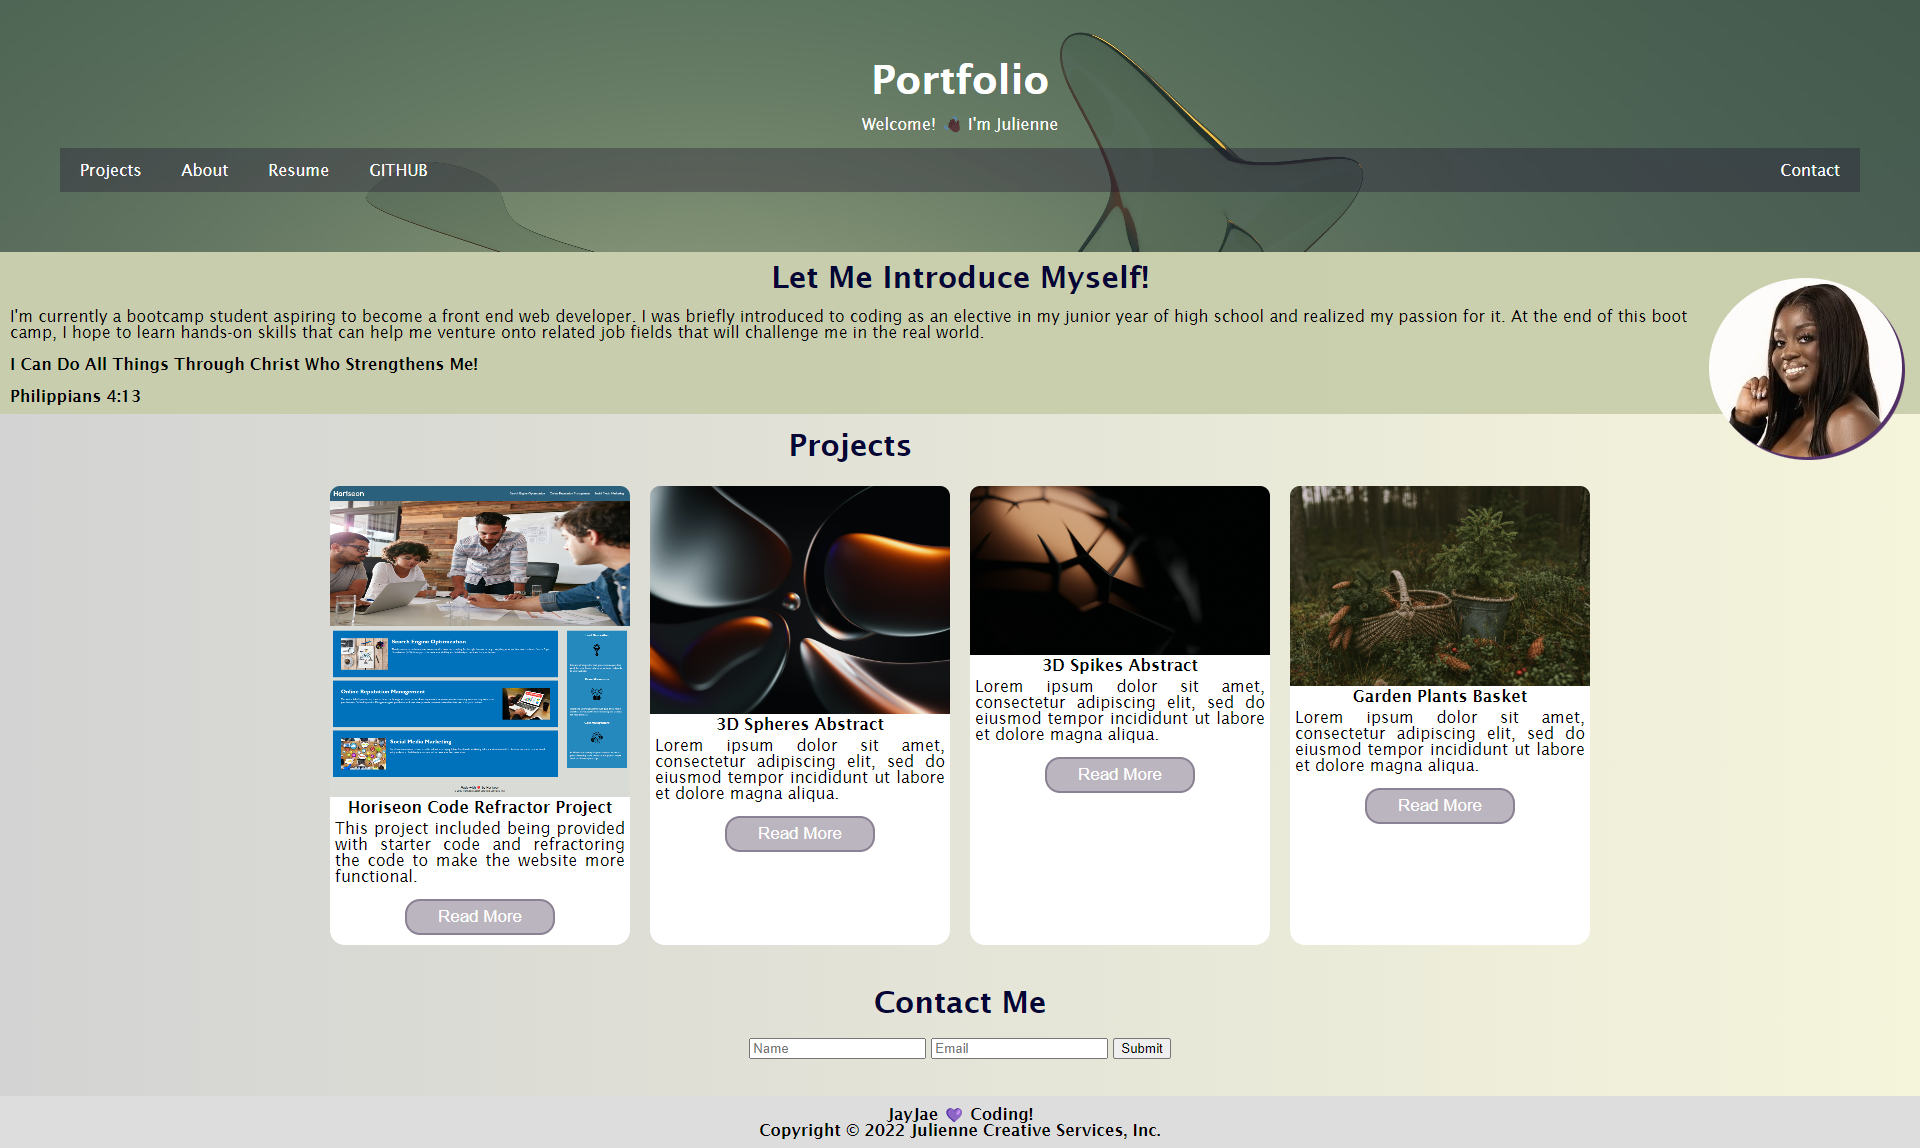 Portfolio
Welcome! 👋🏿 I'm Julienne
Projects About Resume GITHUB Contact
Let Me Introduce Myself!
I'm currently a bootcamp student aspiring to become a front end web developer. I was briefly introduced to coding as an elective in my junior year of high school and realized my passion for it. At the end of this boot
camp, I hope to learn hands-on skills that can help me venture onto related job fields that will challenge me in the real world.
I Can Do All Things Through Christ Who Strengthens Me!
Philippians 4:13
Projects
Horiseon
Search Engine Optimization Online Reputation Management Social Media Marketing
Search Engine Optimization
Online Reputation Management
Social Media Marketing
Horiseon Code Refractor Project
This project included being provided
with starter code and refractoring
the code to make the website more
functional.
Read More
3D Spheres Abstract
Lorem ipsum dolor sit amet,
consectetur adipiscing elit, sed do
eiusmod tempor incididunt ut labore
et dolore magna aliqua.
Read More
3D Spikes Abstract
Lorem ipsum dolor sit amet,
consectetur adipiscing elit, sed do
eiusmod tempor incididunt ut labore
et dolore magna aliqua.
Read More
Garden Plants Basket
Lorem ipsum dolor sit amet,
consectetur adipiscing elit, sed do
eiusmod tempor incididunt ut labore
et dolore magna aliqua.
Read More
Contact Me
Name Email Submit
JayJae 💜 Coding!
Copyright © 2022 Julienne Creative Services, Inc.